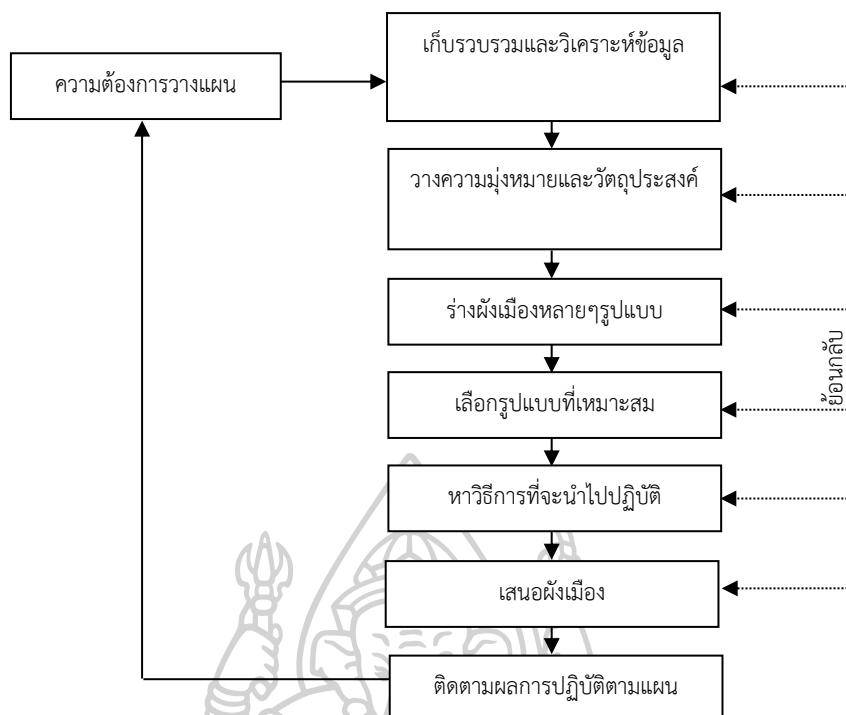 เก็บรวบรวมและวิเคราะห์ข้อมูล
ความต้องการวางแผน
วางความมุ่งหมายและวัตถุประสงค์
ร่างผังเมืองหลายๆรูปแบบ
ย้อนกลับ
เลือกรูปแบบที่เหมาะสม
หาวิธีการที่จะนำไปปฏิบัติ
เสนอผังเมือง
ติดตามผลการปฏิบัติตามแผน